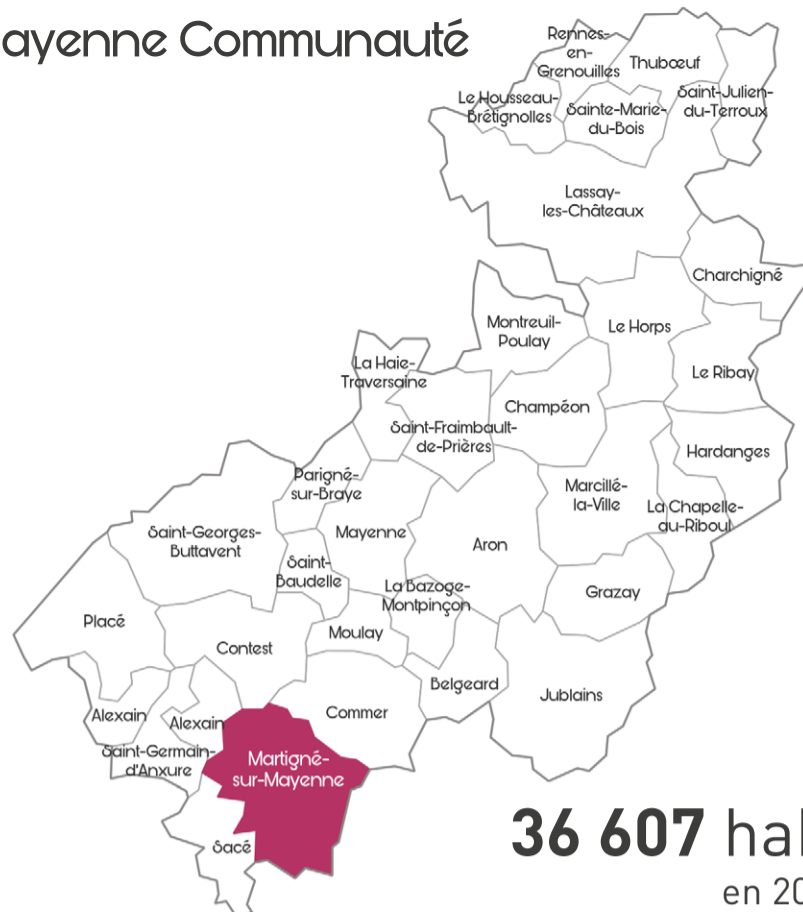 ayenne Communauté
Rennes-
en-
Grenouilles
Thubœuf
Le Housseau-
Brétignolles
Sainte-Marie-
du-Bois
Saint-Julien-
du-Terroux
Lassay-
les-Châteaux
Charchigné
Montreuil-
Poulay
Le Horps
La Haie-
Traversaine
Le Ribay
Champéon
Saint-Fraimbault-
de-Prières
Hardanges
Parigné-
sur-Braye
Marcillé-
la-Ville
La Chapelle-
au-Riboul
Saint-Georges-
Buttavent
Mayenne
Aron
Saint-
Baudelle
La Bazoge-
Montpinçon
Grazay
Placé
Moulay
Contest
Belgeard
Jublains
Alexain
Alexain
Commer
Saint-Germain-
d'Anxure
Martigné-
sur-Mayenne
Sacé
36 607 hal
en 20